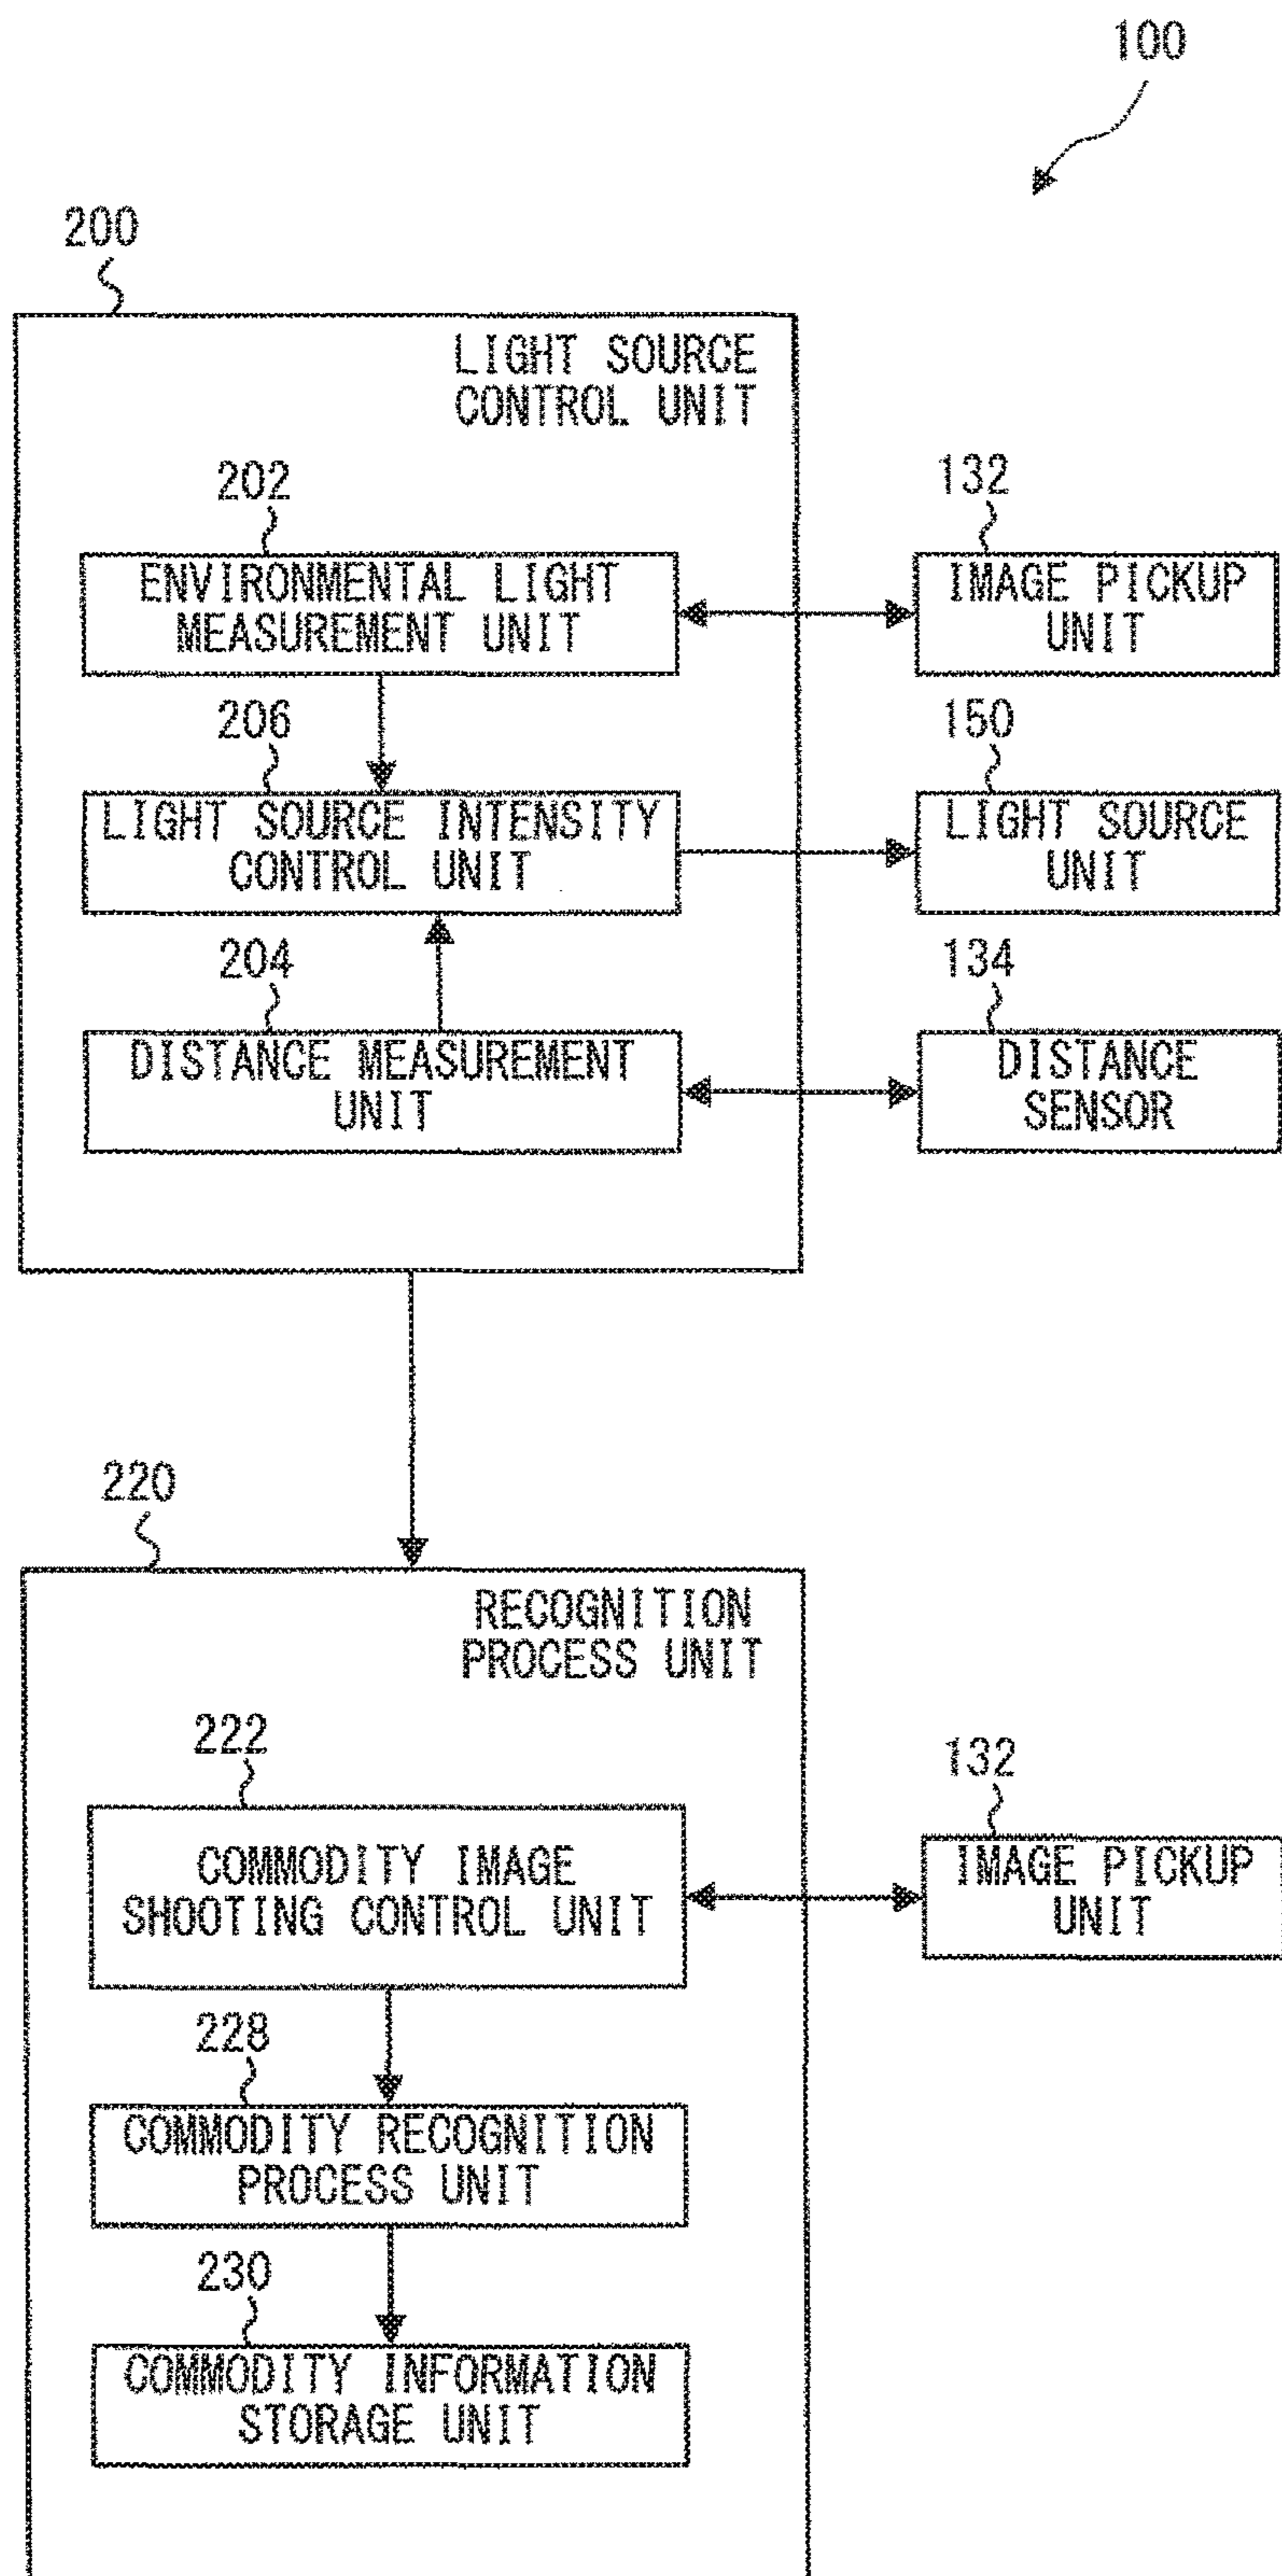 100
200
LIGHT SOURCE
CONTROL UNIT
202
132
ENVIRONMENTAL LIGHT
MEASUREMENT UNIT
IMAGE PICKUP
UNIT
206
150
LIGHT SOURCE INTENSITY
CONTROL UNIT
LIGHT SOURCE
UNIT
204
134
DISTANCE MEASUREMENT
UNIT
DISTANCE
SENSOR
220
RECOGNITION
PROCESS UNIT
222
132
COMMODITY IMAGE
SHOOTING CONTROL UNIT
IMAGE PICKUP
UNIT
228
COMMODITY RECOGNITION
PROCESS UNIT
230
COMMODITY INFORMATION
STORAGE UNIT